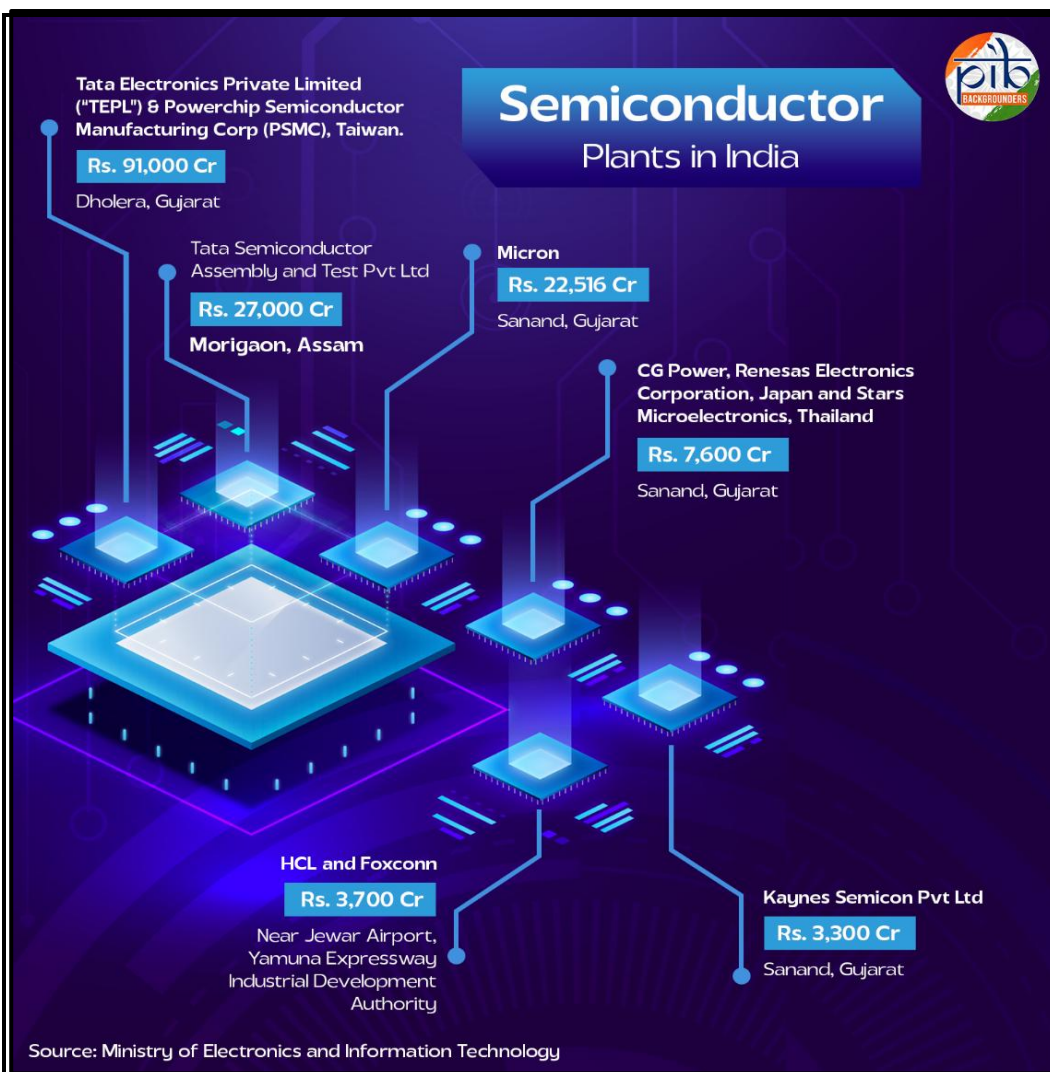 pib
BACKGROUNDERS
Semiconductor
Plants in India
Tata Electronics Private Limited
("TEPL") & Powerchip Semiconductor
Manufacturing Corp (PSMC), Taiwan.
Rs. 91,000 Cr
Dholera, Gujarat
Tata Semiconductor
Assembly and Test Pvt Ltd
Rs. 27,000 Cr
Morigaon, Assam
Micron
Rs. 22,516 Cr
Sanand, Gujarat
CG Power, Renesas Electronics
Corporation, Japan and Stars
Microelectronics, Thailand
Rs. 7,600 Cr
Sanand, Gujarat
HCL and Foxconn
Rs. 3,700 Cr
Near Jewar Airport,
Yamuna Expressway
Industrial Development
Authority
Kaynes Semicon Pvt Ltd
Rs. 3,300 Cr
Sanand, Gujarat
Source: Ministry of Electronics and Information Technology